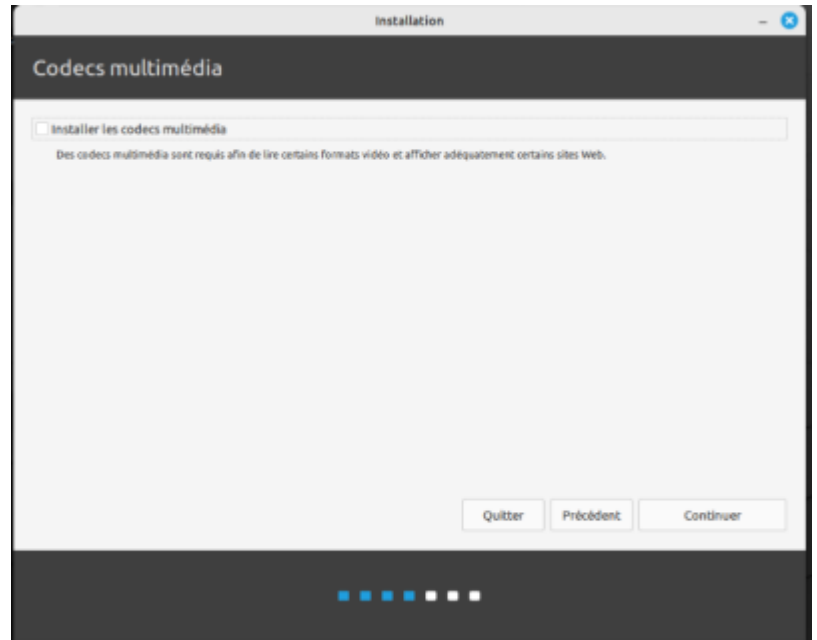 Installation
Codecs multimédia
Installer les codecs multimédia
Des codecs multimédia sont requis afin de lire certains formats vidéo et afficher adéquatement certains sites Web.
Quitter
Précédent
Continuer